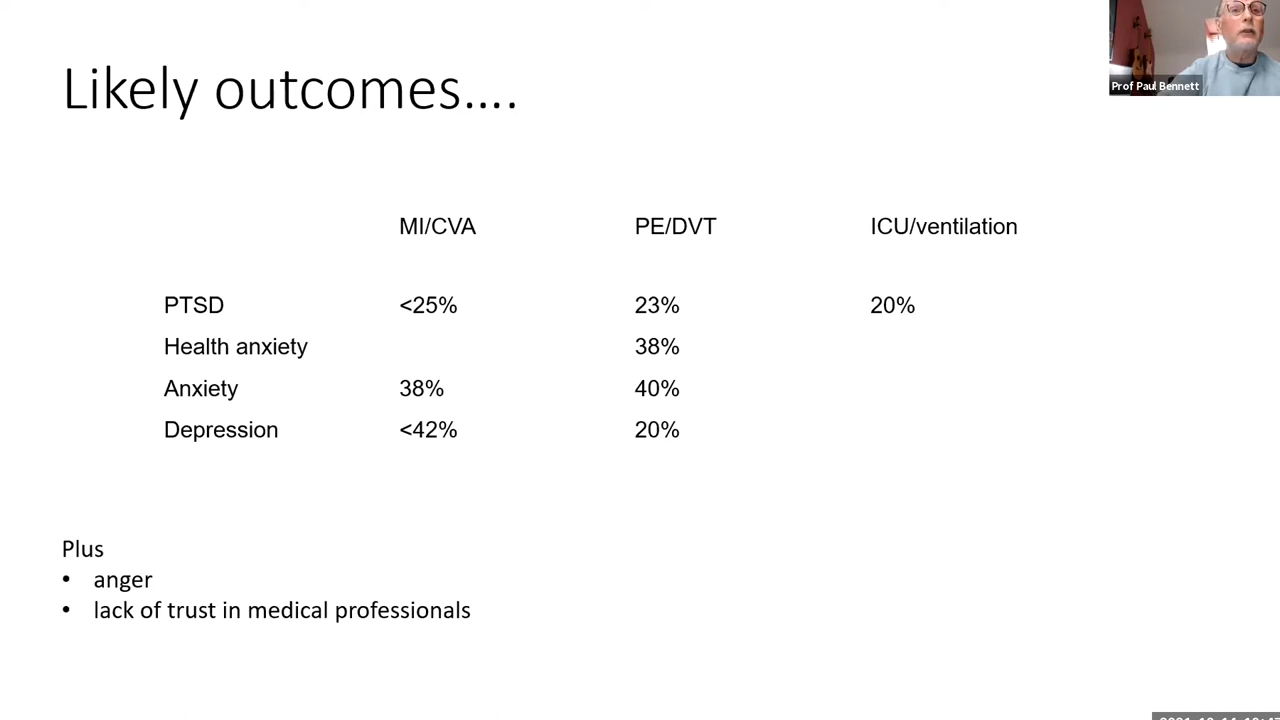 Likely outcomes....
Prof Paul Bennett
MI/CVA PE/DVT ICU/ventilation
PTSD <25% 23% 20%
Health anxiety 38%
Anxiety 38% 40%
Depression <42% 20%
Plus
• anger
• lack of trust in medical professionals